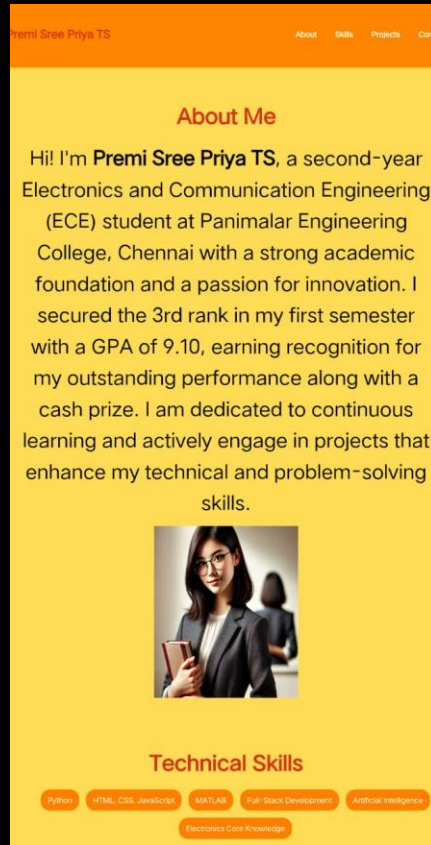 Premi Sree Priya TS
About Skills Projects
About Me
Hi! I'm Premi Sree Priya TS, a second-year
Electronics and Communication Engineering
(ECE) student at Panimalar Engineering
College, Chennai with a strong academic
foundation and a passion for innovation. I
secured the 3rd rank in my first semester
with a GPA of 9.10, earning recognition for
my outstanding performance along with a
cash prize. I am dedicated to continuous
learning and actively engage in projects that
enhance my technical and problem-solving
skills.
Technical Skills
Python HTML, CSS, JavaScript MATLAB Full-Stack Development Artificial Intelligence
Electronics Core Knowledge